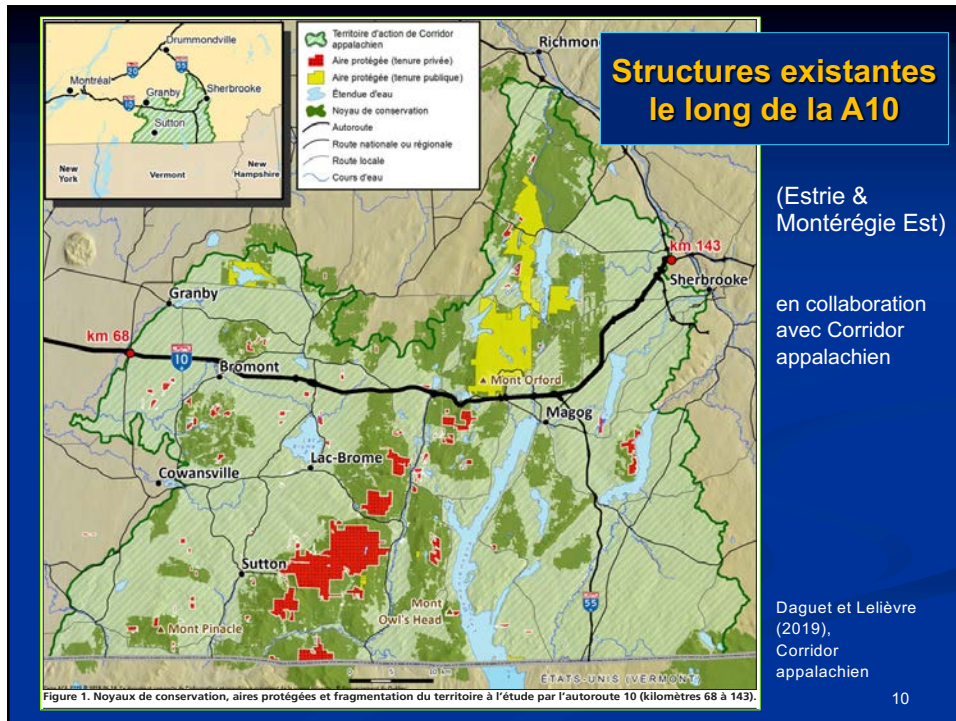 Structures existantes
le long de la A10
(Estrie &
Montérégie Est)
en collaboration
avec Corridor
appalachien
Daguet et Lelièvre
(2019),
Corridor
appalachien
10
Drummondville
20
55
Montréal
Granby
Sherbrooke
10
Sutton
New
York
Vermont
New
Hampshire
Territoire d'action de Corridor
appalachien
Aire protégée (tenure privée)
Aire protégée (tenure publique)
Étendue d'eau
Noyau de conservation
Autoroute
Route nationale ou régionale
Route locale
Cours d'eau
Richmond
km 143
Sherbrooke
Granby
km 68
10
Bromont
Mont Orford
Magog
Lac-Brome
Cowansville
Sutton
Mont
Owl's Head
Mont Pinacle
55
ÉTATS-UNIS (VERMONT)
Figure 1. Noyaux de conservation, aires protégées et fragmentation du territoire à l'étude par l'autoroute 10 (kilomètres 68 à 143).